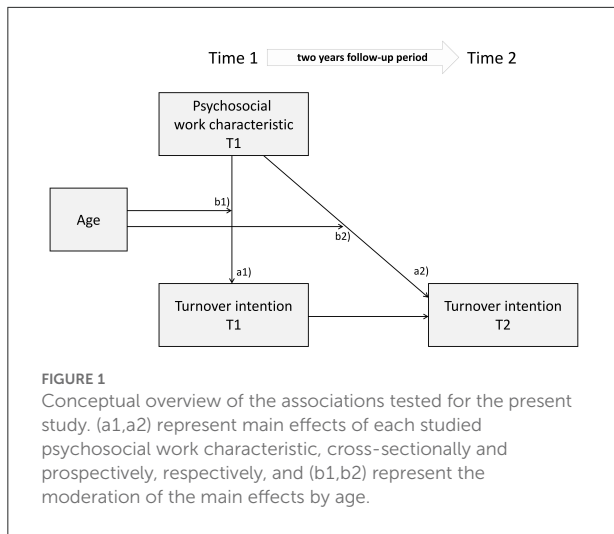 Time 1 two years follow-up period Time 2
Psychosocial
work characteristic
T1
b1)
Age
b2)
a1)
a2)
Turnover intention
T1
Turnover intention
T2
FIGURE 1
Conceptual overview of the associations tested for the present
study. (a1,a2) represent main effects of each studied
psychosocial work characteristic, cross-sectionally and
prospectively, respectively, and (b1,b2) represent the
moderation of the main effects by age.